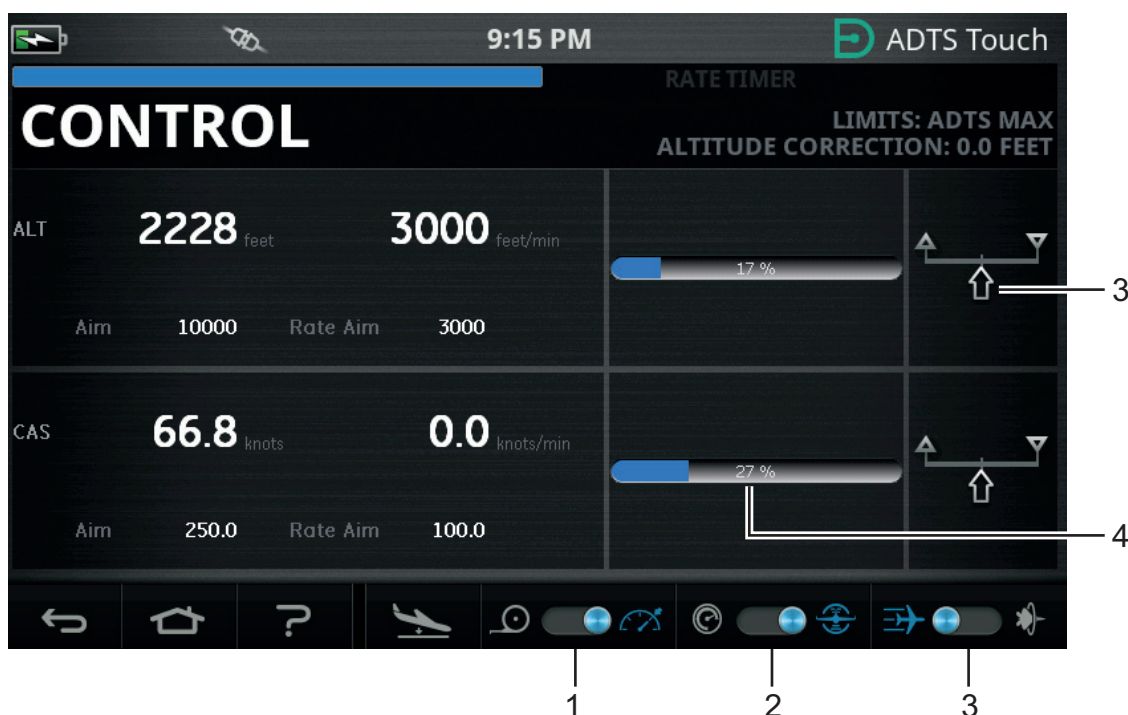 9:15 PM
ADTS Touch
RATE TIMER
CONTROL
LIMITS: ADTS MAX
ALTITUDE CORRECTION: 0.0 FEET
ALT 2228 feet 3000 feet/min
17 %
3
Aim 10000 Rate Aim 3000
CAS 66.8 knots 0.0 knots/min
27 %
4
Aim 250.0 Rate Aim 100.0
?
1 2 3